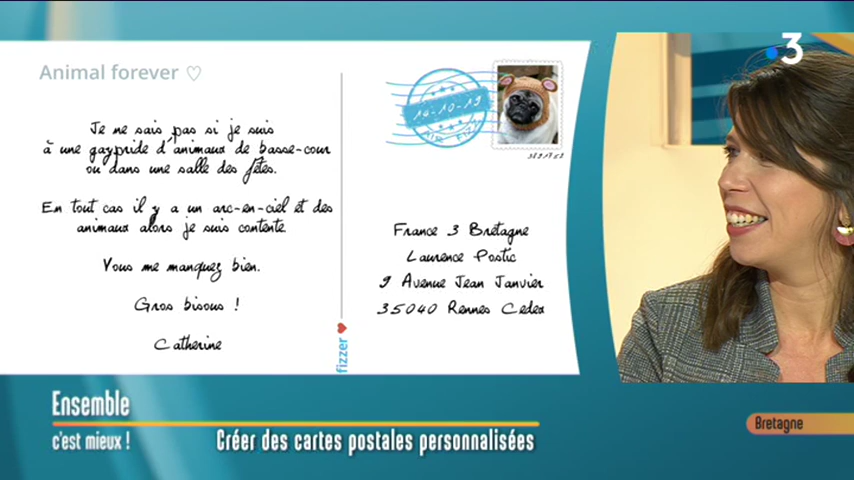 3
Animal forever ♡
Je ne sais pas si je suis
à une gaypride d'animaux de basse-cour
ou dans une salle des fêtes.
En tout cas il y a un arc-en-ciel et des
animaux alors je suis contente.
Vous me manquez bien.
Gros bisous !
Catherine
fizzer
14-10-19
France 3 Bretagne
Laurence Postic
9 Avenue Jean Janvier
35040 Rennes Cedex
Ensemble
c'est mieux !
Créer des cartes postales personnalisées
Bretagne